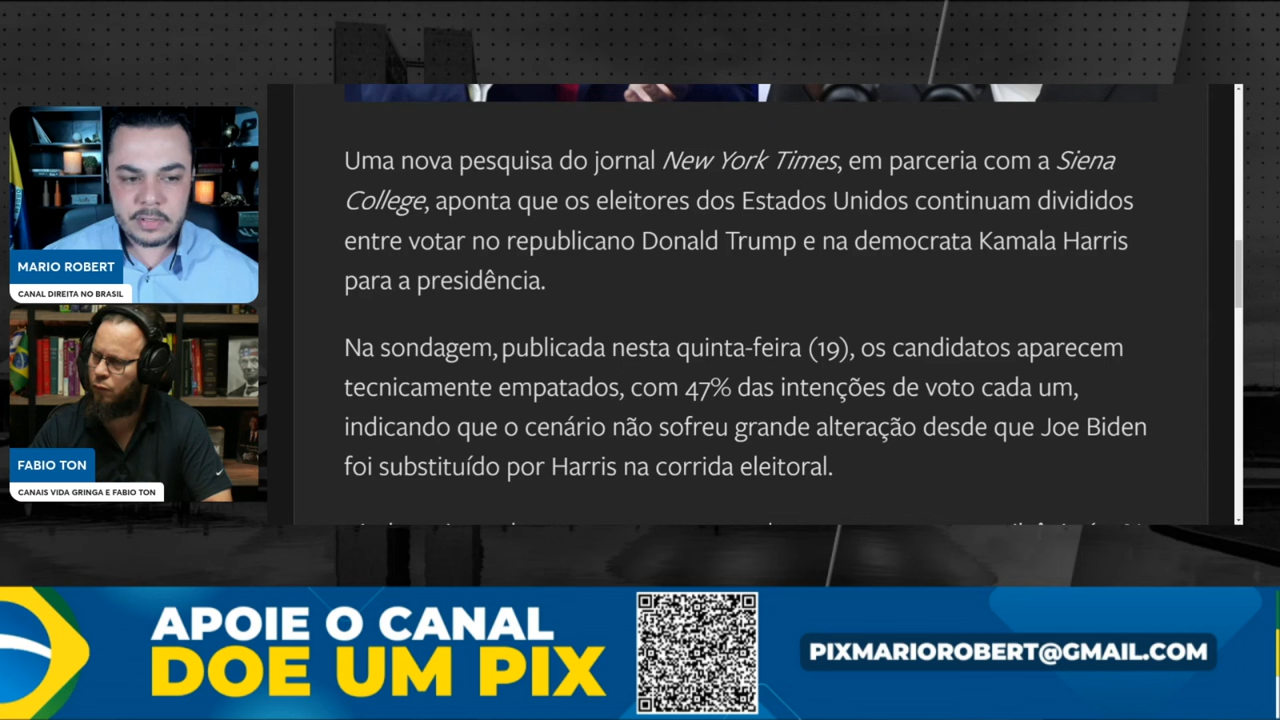 Uma nova pesquisa do jornal New York Times, em parceria com a Siena
College, aponta que os eleitores dos Estados Unidos continuam divididos
entre votar no republicano Donald Trump e na democrata Kamala Harris
para a presidência.
Na sondagem, publicada nesta quinta-feira (19), os candidatos aparecem
tecnicamente empatados, com 47% das intenções de voto cada um,
indicando que o cenário não sofreu grande alteração desde que Joe Biden
foi substituído por Harris na corrida eleitoral.
MARIO ROBERT
CANAL DIREITA NO BRASIL
FABIO TON
CANAIS VIDA GRINGA E FABIO TON
APOIE O CANAL
DOE UM PIX
PIXMARIOROBERT@GMAIL.COM